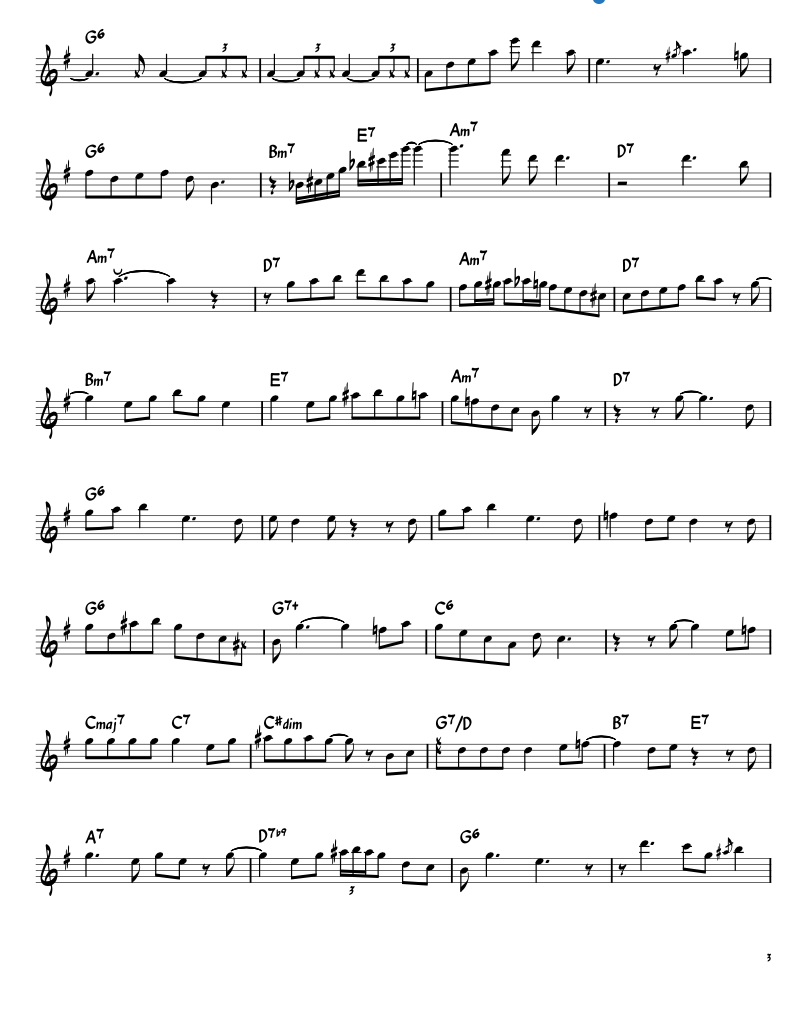 G6
3 3 3
G6 Bm7 E7 Am7 D7
Am7 D7 Am7 D7
Bm7 E7 Am7 D7
G6
G6 G7+ C6
Cmaj7 C7 C#dim G7/D B7 E7
A7 D7b9 G6
3
3